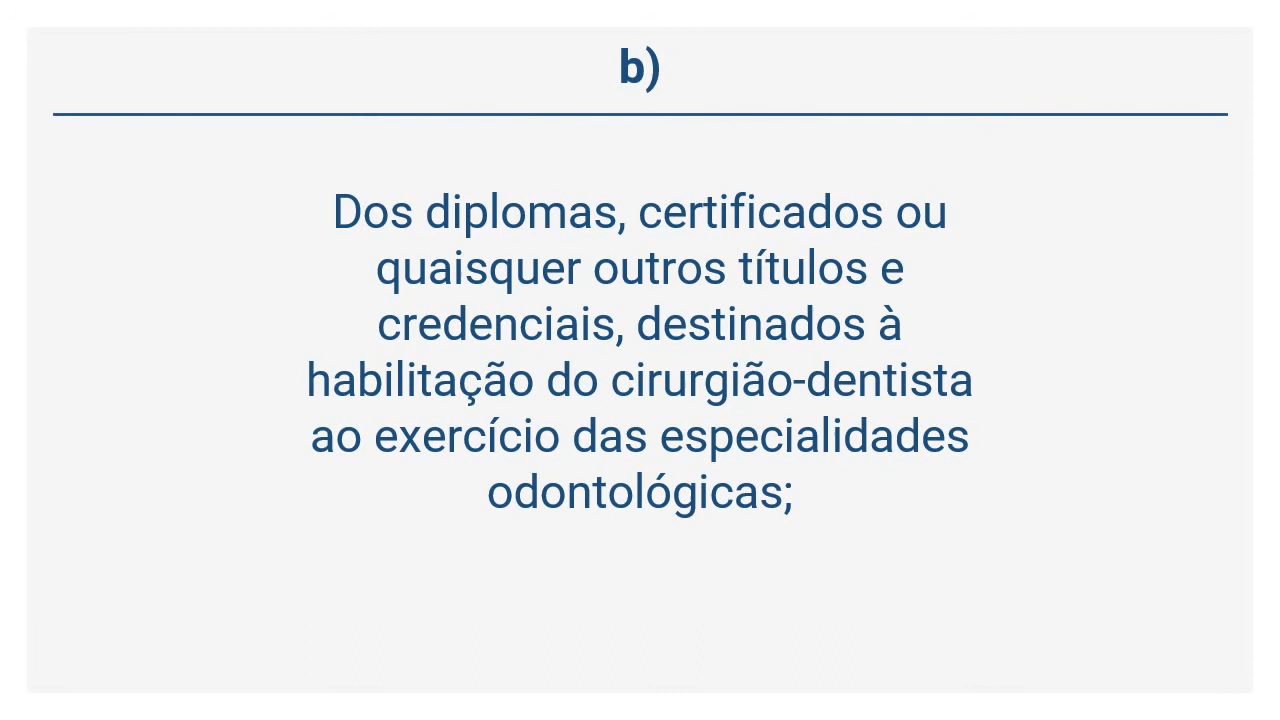 b)
Dos diplomas, certificados ou
quaisquer outros títulos e
credenciais, destinados à
habilitação do cirurgião-dentista
ao exercício das especialidades
odontológicas;